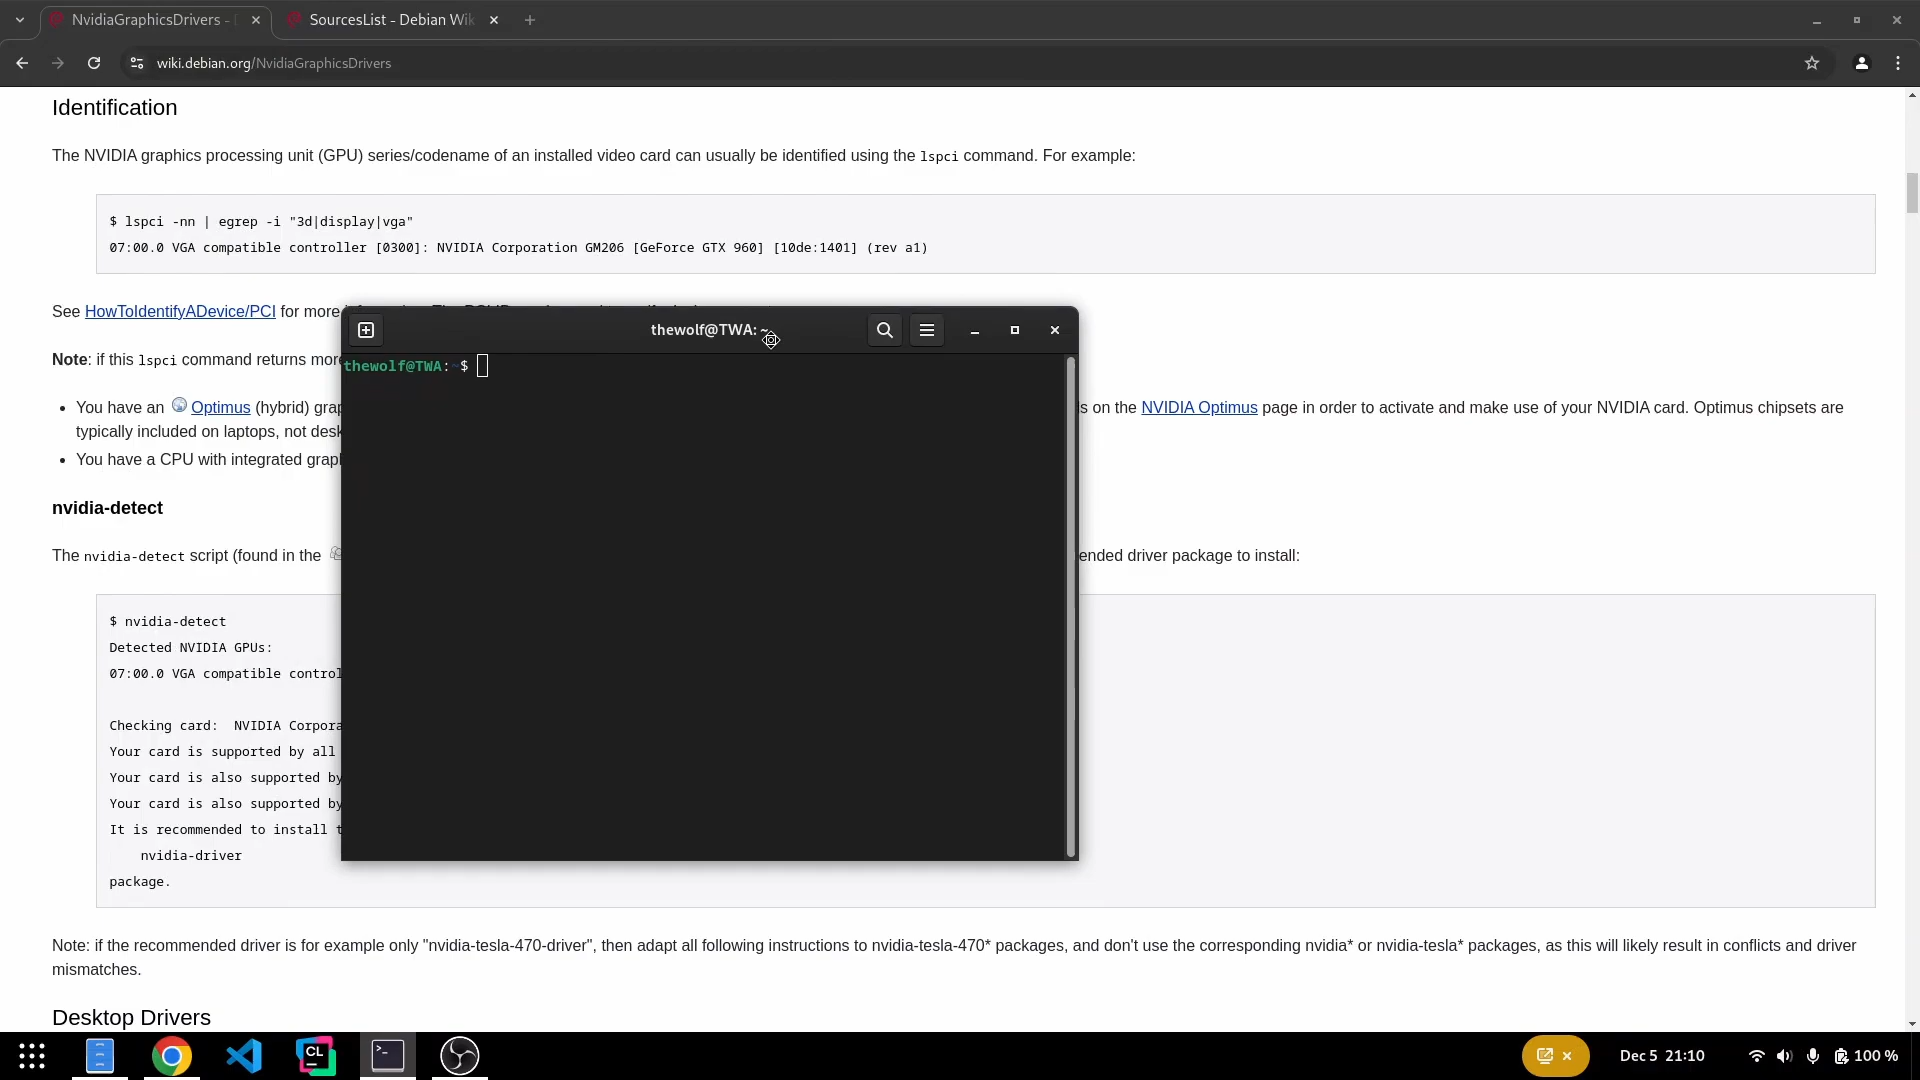 NvidiaGraphicsDrivers -
SourcesList - Debian Wik
wiki.debian.org/NvidiaGraphicsDrivers
Identification
The NVIDIA graphics processing unit (GPU) series/codename of an installed video card can usually be identified using the lspci command. For example:
$ lspci -nn | egrep -i "3d|display|vga"
07:00.0 VGA compatible controller [0300]: NVIDIA Corporation GM206 [GeForce GTX 960] [10de:1401] (rev a1)
See HowToIdentifyADevice/PCI for more
thewolf@TWA: ~
Note: if this lspci command returns more
thewolf@TWA:~$
You have an Optimus (hybrid) grap
s on the NVIDIA Optimus page in order to activate and make use of your NVIDIA card. Optimus chipsets are
typically included on laptops, not desk
You have a CPU with integrated graph
nvidia-detect
The nvidia-detect script (found in the
ended driver package to install:
$ nvidia-detect
Detected NVIDIA GPUs:
07:00.0 VGA compatible control
Checking card:  NVIDIA Corpora
Your card is supported by all
Your card is also supported by
Your card is also supported by
It is recommended to install t
nvidia-driver
package.
Note: if the recommended driver is for example only "nvidia-tesla-470-driver", then adapt all following instructions to nvidia-tesla-470* packages, and don't use the corresponding nvidia* or nvidia-tesla* packages, as this will likely result in conflicts and driver
mismatches.
Desktop Drivers
CL
>_
Dec 5 21:10
100 %